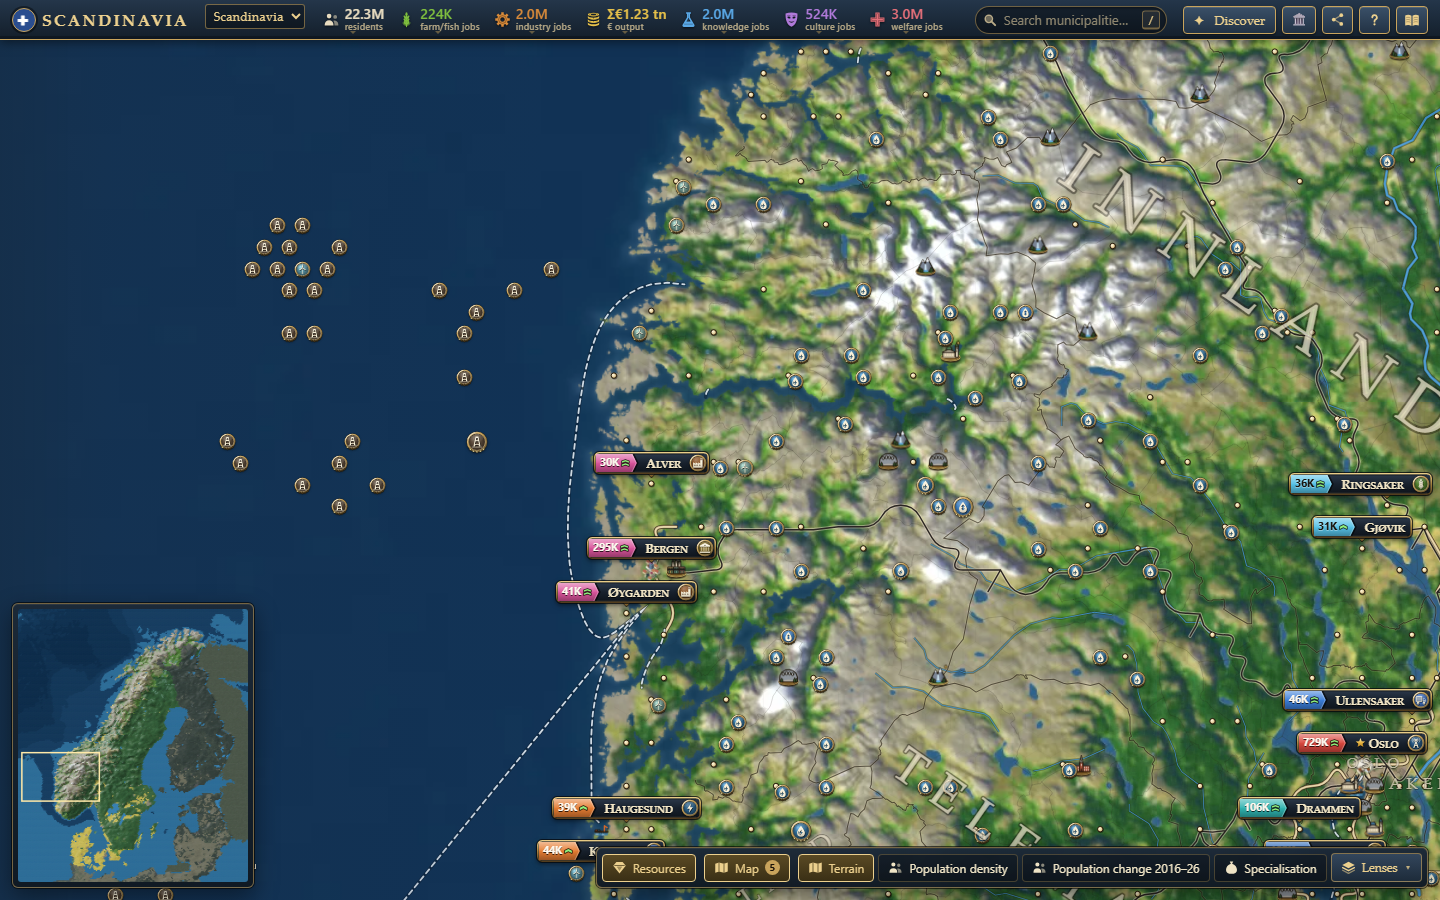 SCANDINAVIA
Scandinavia
22.3M
residents
224K
farm/fish jobs
2.0M
industry jobs
Σ€1.23 tn
€ output
2.0M
knowledge jobs
524K
culture jobs
3.0M
welfare jobs
Search municipalitie...
/
Discover
?
INNLAND
30K ALVER
36K RINGSAKER
31K GJØVIK
295K BERGEN
41K ØYGARDEN
46K ULLENSAKER
729K OSLO
OSLO
AKE
39K HAUGESUND
106K DRAMMEN
TELE
44K K
Resources
Map 5
Terrain
Population density
Population change 2016–26
Specialisation
Lenses